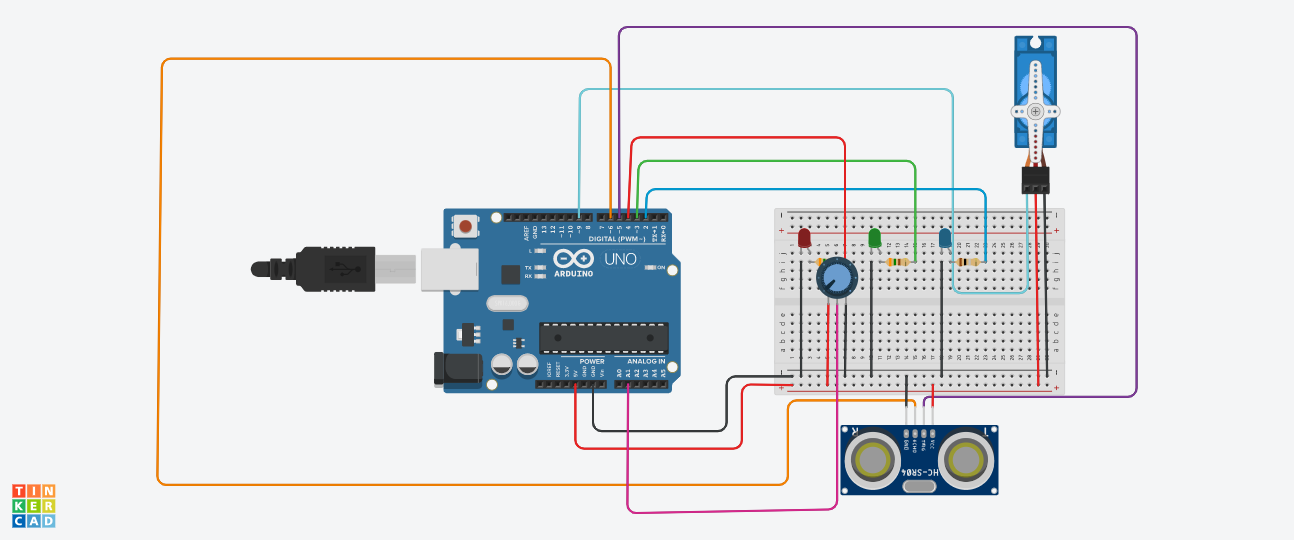 AREF
GND
13
12
~11
~10
~9
8
7
~6
~5
4
~3
2
TX→1
RX←0
DIGITAL (PWM~)
L
TX
RX
ARDUINO
UNO
ON
POWER
ANALOG IN
IOREF
RESET
3.3V
5V
GND
GND
Vin
A0
A1
A2
A3
A4
A5
GND
ECHO
TRIG
VCC
R
T
HC-SR04
TIN
KER
CAD